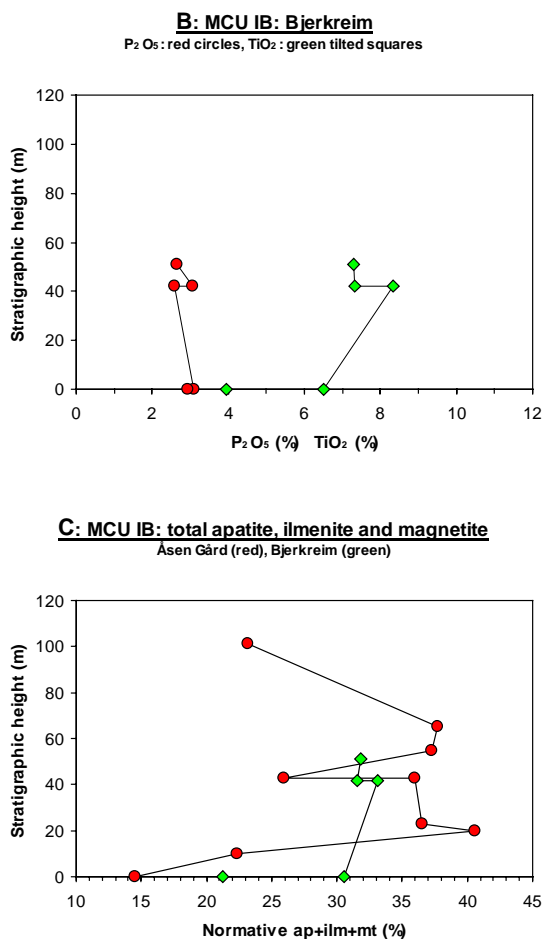 B: MCU IB: Bjerkreim
P₂O₅: red circles, TiO₂: green tilted squares
120
100
80
60
40
20
0
Stratigraphic height (m)
0 2 4 6 8 10 12
P₂O₅ (%) TiO₂ (%)
C: MCU IB: total apatite, ilmenite and magnetite
Åsen Gård (red), Bjerkreim (green)
120
100
80
60
40
20
0
Stratigraphic height (m)
10 15 20 25 30 35 40 45
Normative ap+ilm+mt (%)